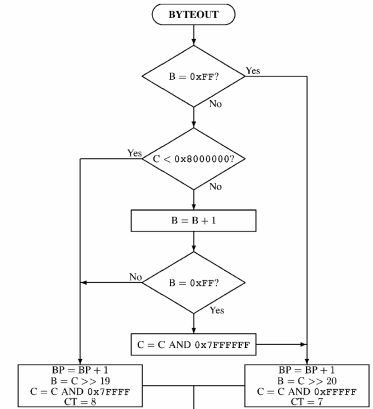 BYTEOUT
B = 0xFF?
Yes
No
C < 0x8000000?
Yes
No
B = B + 1
B = 0xFF?
No
Yes
C = C AND 0x7FFFFFF
BP = BP + 1
B = C >> 19
C = C AND 0x7FFFF
CT = 8
BP = BP + 1
B = C >> 20
C = C AND 0xFFFFF
CT = 7